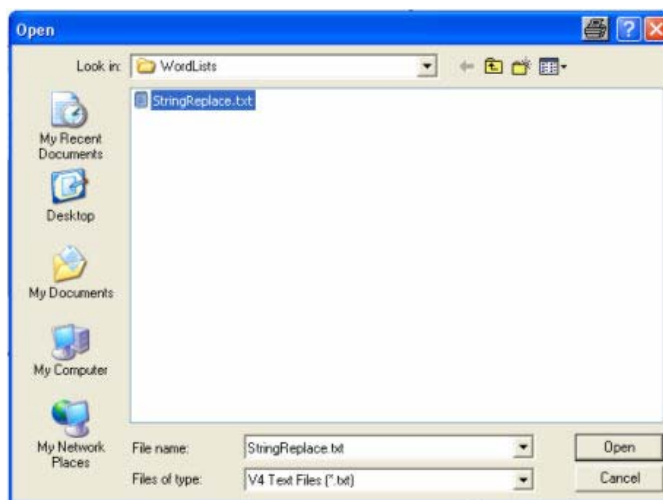 Open
Look in: WordLists
StringReplace.txt
My Recent
Documents
Desktop
My Documents
My Computer
My Network
Places
File name: StringReplace.txt Open
Files of type: V4 Text Files (*.txt) Cancel